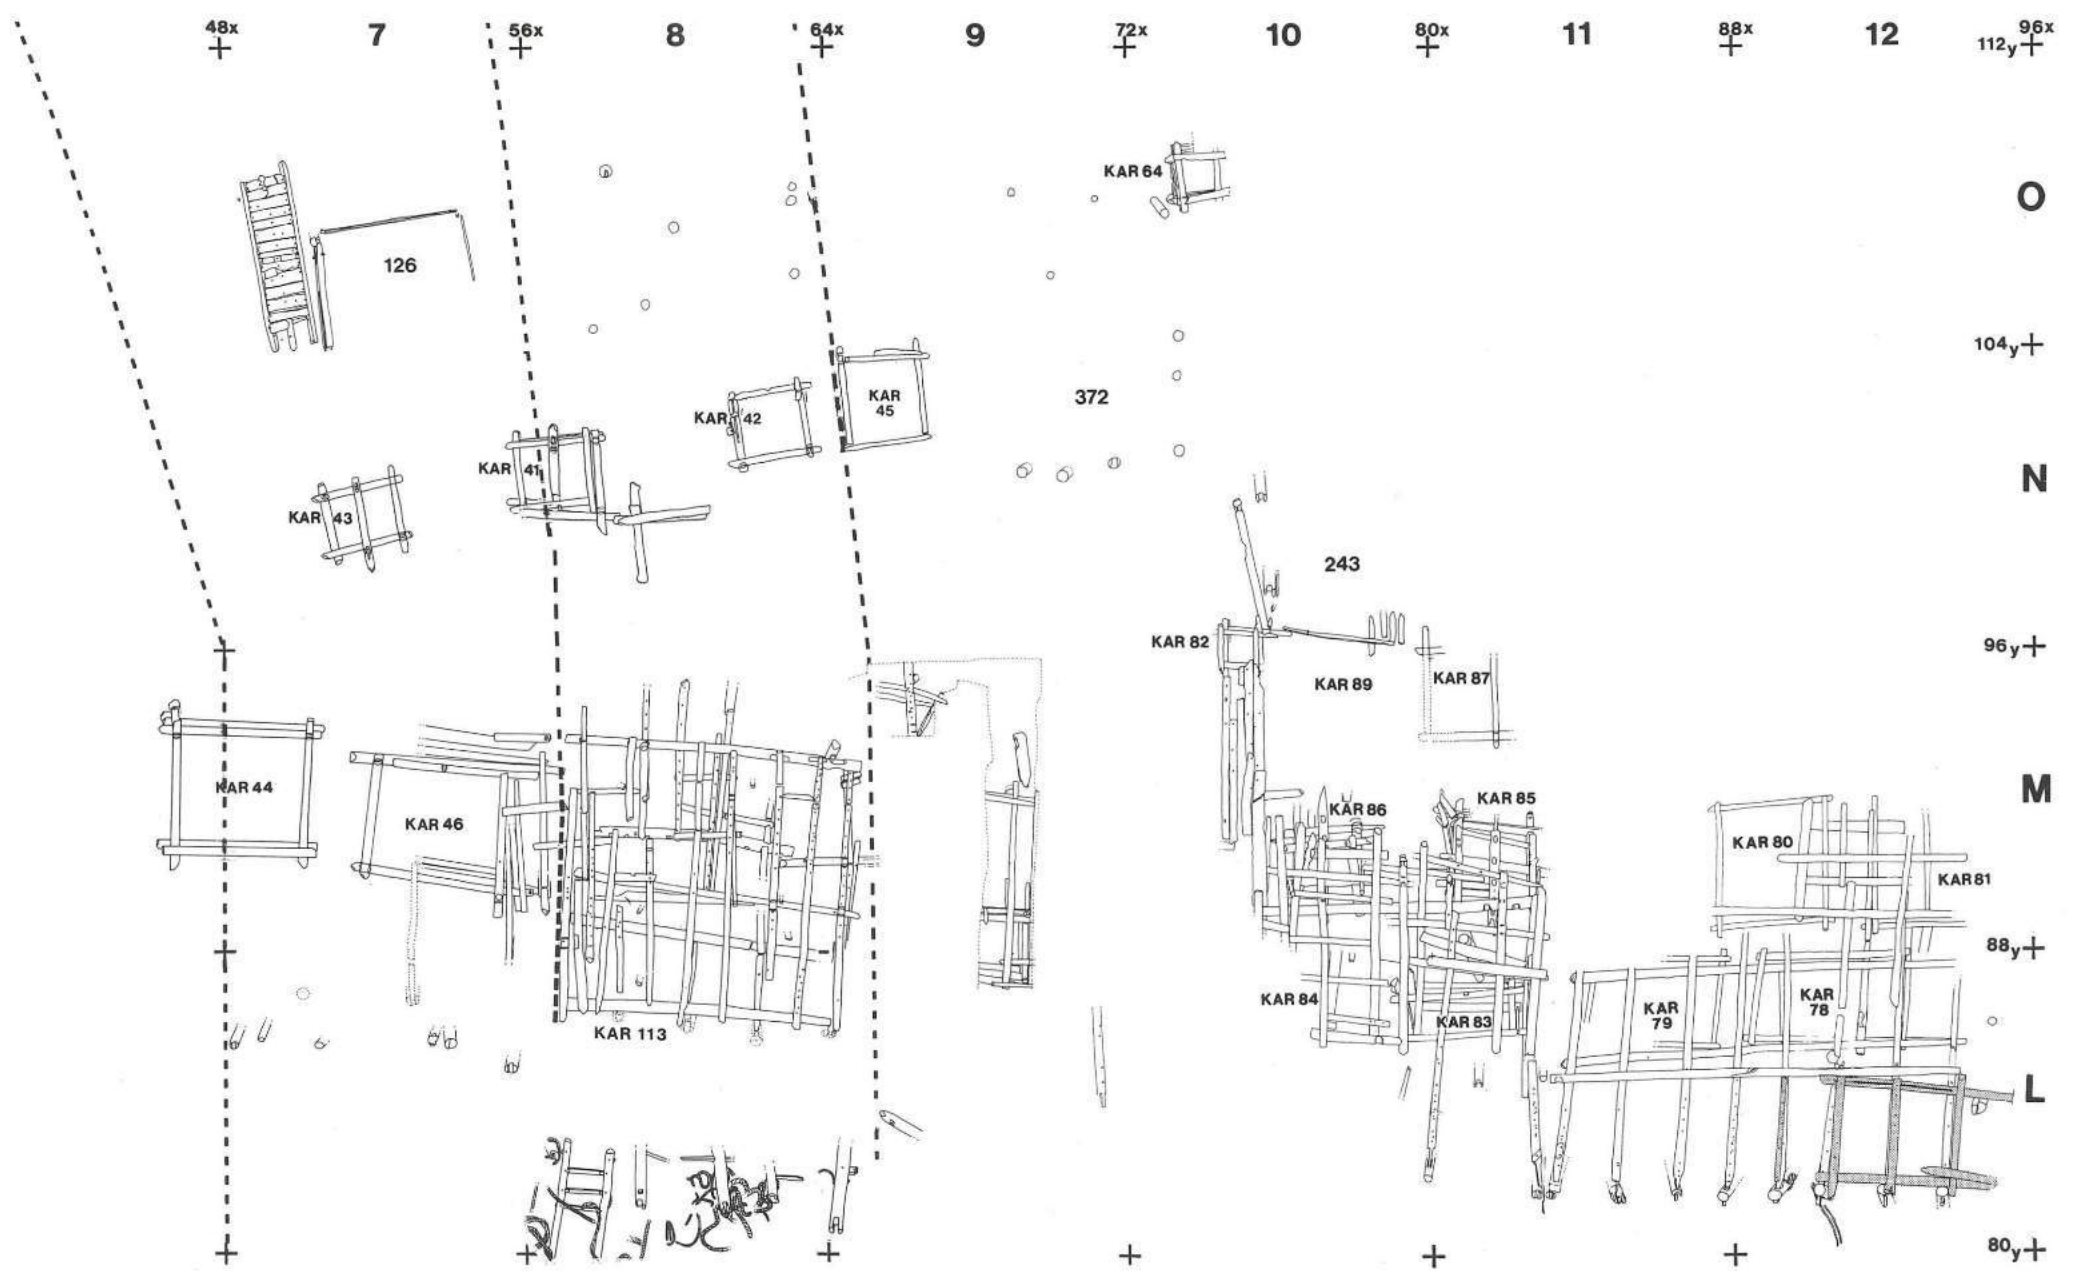 48x 7 56x 8 64x 9 72x 10 80x 11 88x 12 96x
112y
KAR 64
O
126
104y
KAR 45
372
KAR 42
KAR 41
N
KAR 43
243
KAR 82
96y
KAR 89
KAR 87
KAR 44
M
KAR 86
KAR 85
KAR 46
KAR 80
KAR 81
88y
KAR 84
KAR 78
KAR 79
KAR 83
KAR 113
L
80y